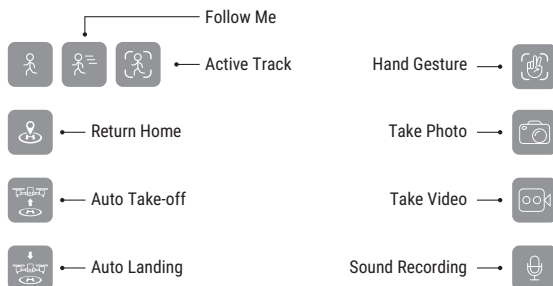 Follow Me
Active Track
Hand Gesture
Return Home
Take Photo
Auto Take-off
Take Video
Auto Landing
Sound Recording